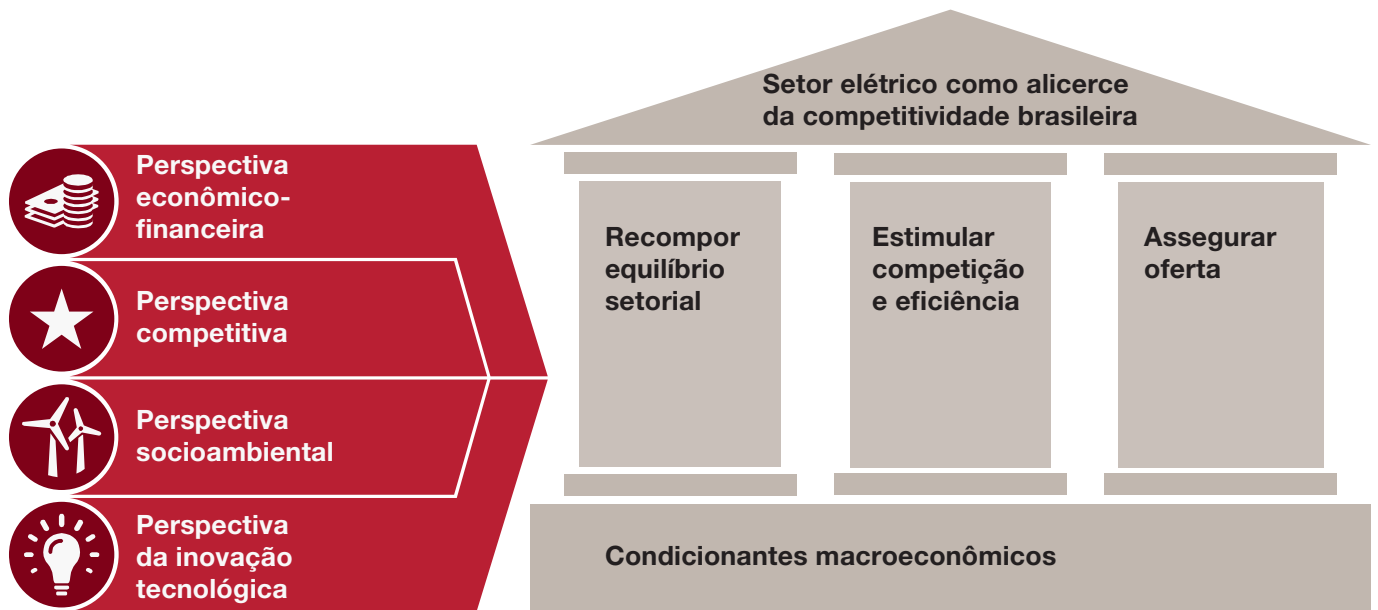 Perspectiva
econômico-
financeira
Perspectiva
competitiva
Perspectiva
socioambiental
Perspectiva
da inovação
tecnológica
Setor elétrico como alicerce
da competitividade brasileira
Recompor
equilíbrio
setorial
Estimular
competição
e eficiência
Assegurar
oferta
Condicionantes macroeconômicos